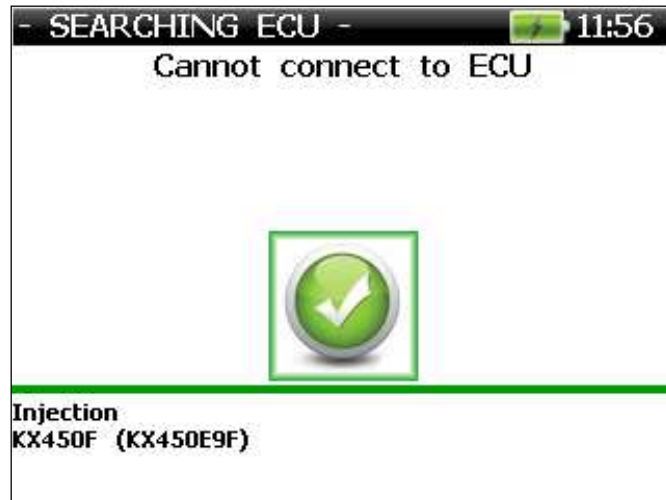 - SEARCHING ECU - 11:56
Cannot connect to ECU
Injection
KX450F (KX450E9F)